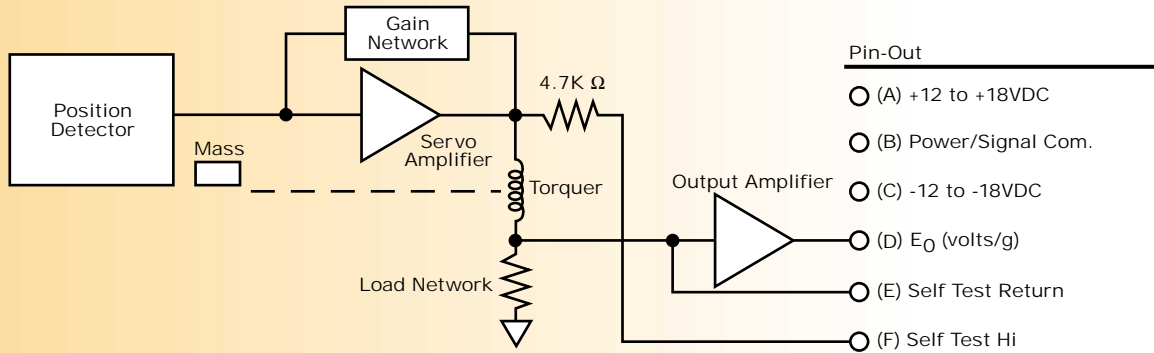 Gain
Network
Pin-Out
4.7K Ω
(A) +12 to +18VDC
Position
Detector
Servo
Amplifier
(B) Power/Signal Com.
Mass
Torquer
Output Amplifier
(C) -12 to -18VDC
(D) E0 (volts/g)
Load Network
(E) Self Test Return
(F) Self Test Hi